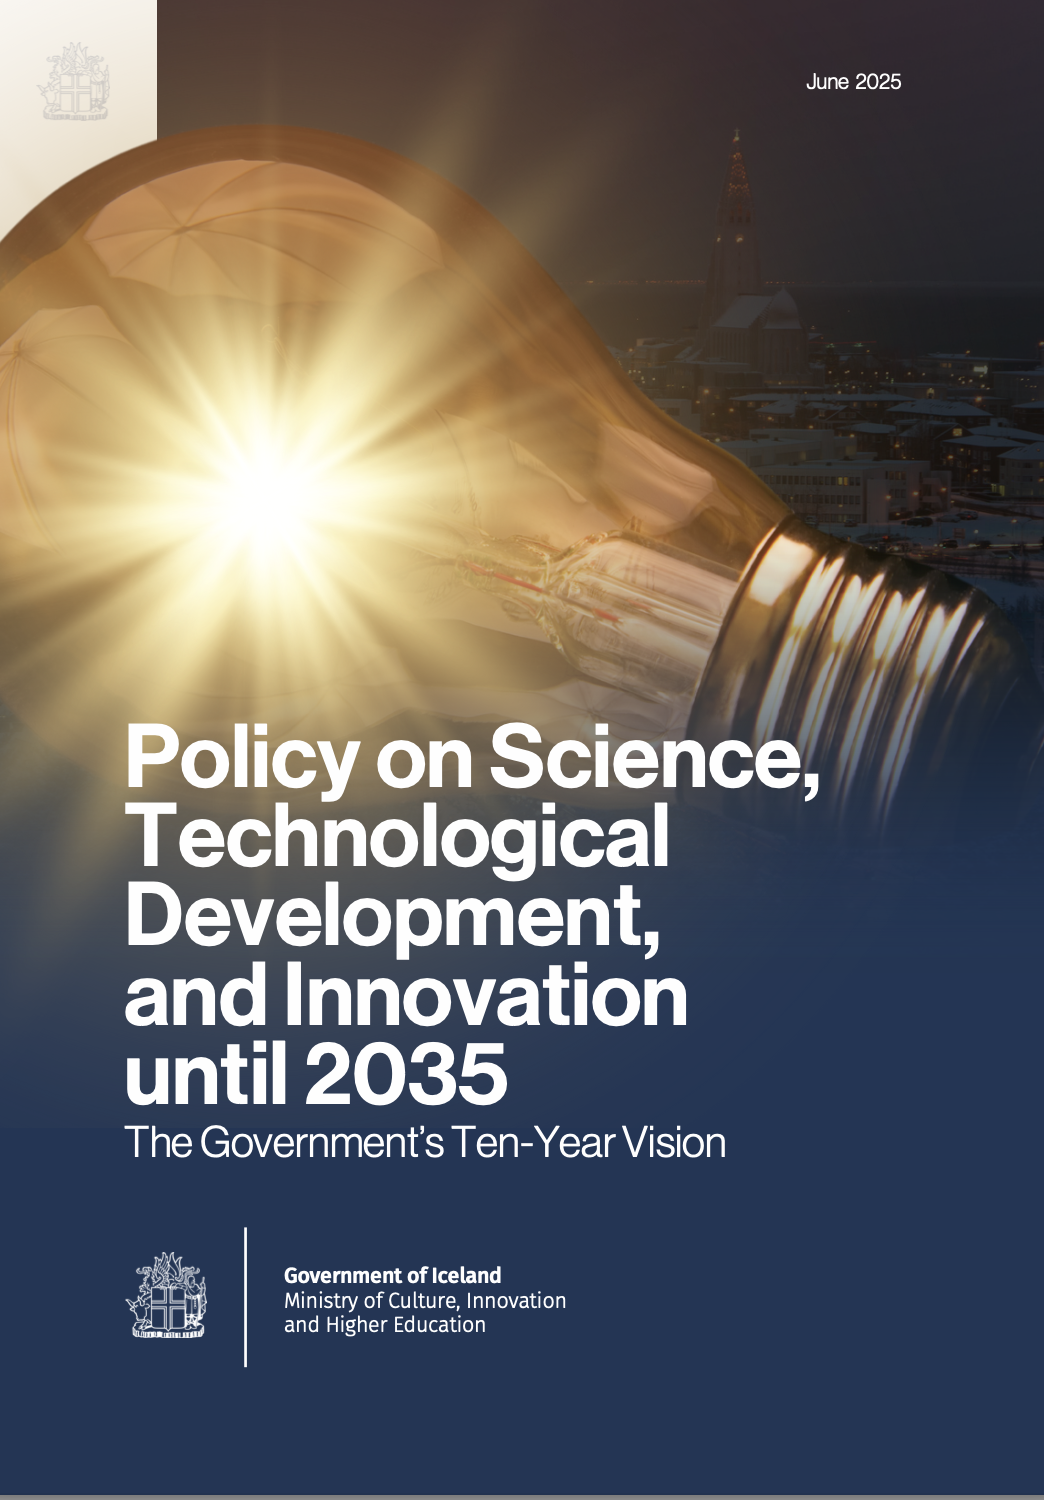 June 2025
Policy on Science,
Technological
Development,
and Innovation
until 2035
The Government’s Ten-Year Vision
Government of Iceland
Ministry of Culture, Innovation
and Higher Education